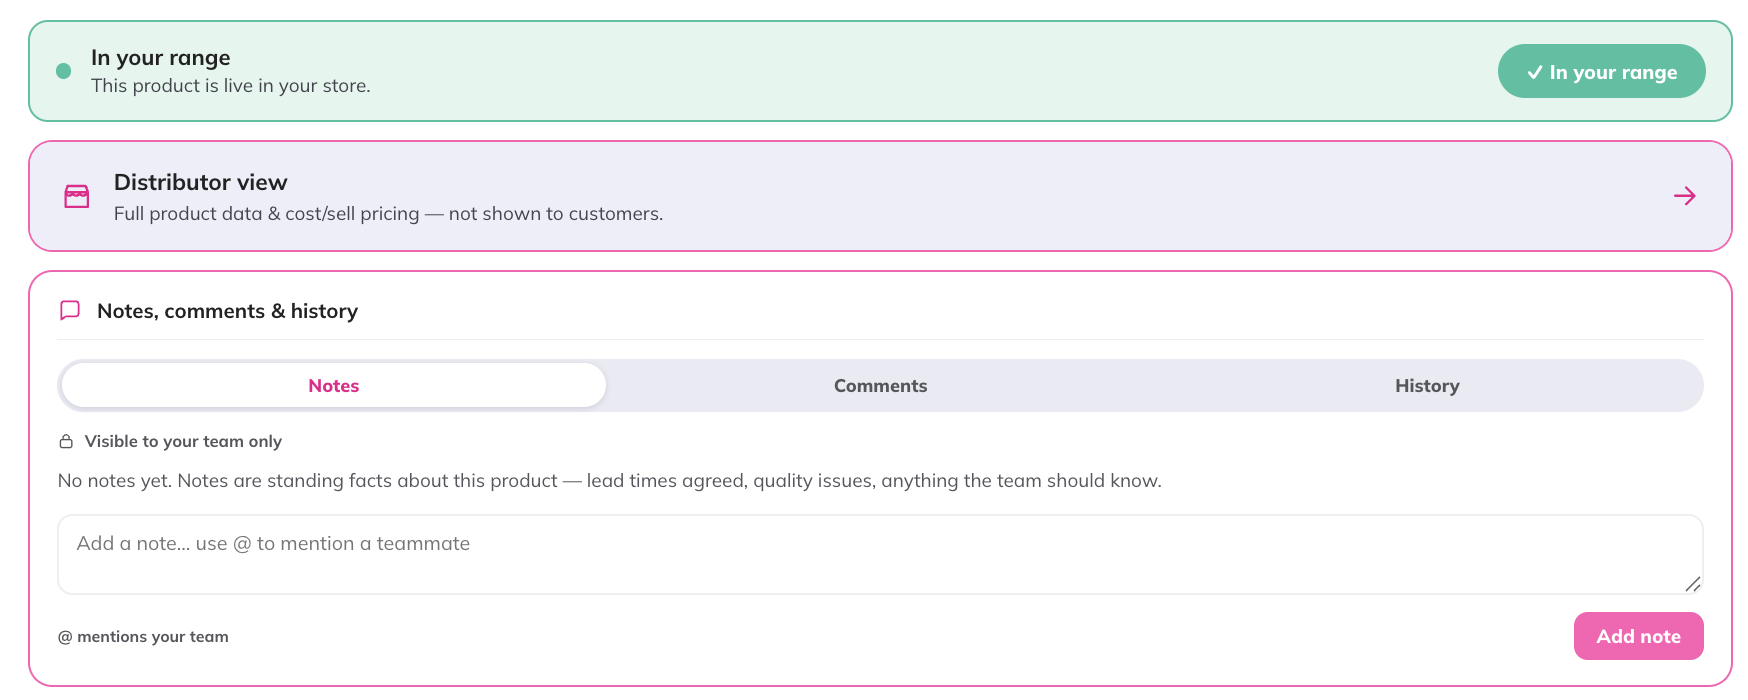 In your range
This product is live in your store.
✓ In your range
Distributor view
Full product data & cost/sell pricing — not shown to customers.
Notes, comments & history
Notes
Comments
History
Visible to your team only
No notes yet. Notes are standing facts about this product — lead times agreed, quality issues, anything the team should know.
Add a note... use @ to mention a teammate
@ mentions your team
Add note